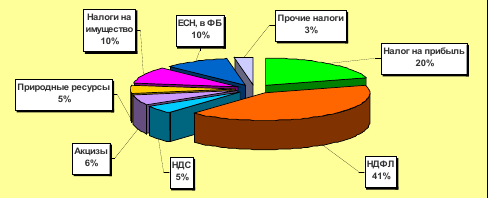 Налоги на
имущество
10%
ЕСН, в ФБ
10%
Прочие налоги
3%
Налог на прибыль
20%
Природные ресурсы
5%
Акцизы
6%
НДС
5%
НДФЛ
41%